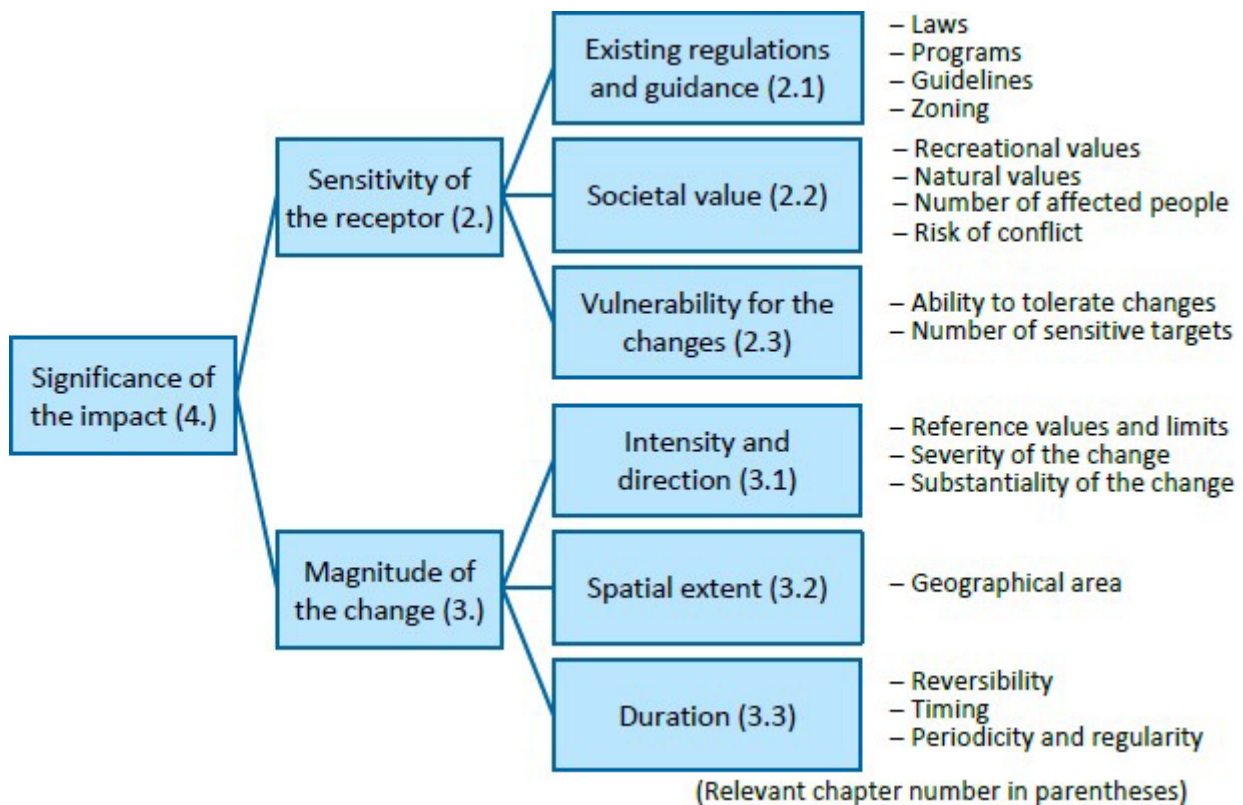 Significance of
the impact (4.)
Sensitivity of
the receptor (2.)
Existing regulations
and guidance (2.1)
– Laws
– Programs
– Guidelines
– Zoning
Societal value (2.2)
– Recreational values
– Natural values
– Number of affected people
– Risk of conflict
Vulnerability for the
changes (2.3)
– Ability to tolerate changes
– Number of sensitive targets
Magnitude of
the change (3.)
Intensity and
direction (3.1)
– Reference values and limits
– Severity of the change
– Substantiality of the change
Spatial extent (3.2)
– Geographical area
Duration (3.3)
– Reversibility
– Timing
– Periodicity and regularity
(Relevant chapter number in parentheses)